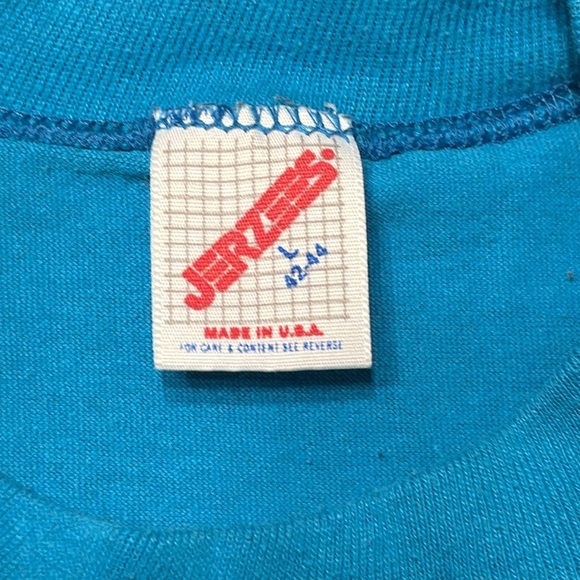 JERZEES
L
42-44
MADE IN U.S.A.
FOR CARE & CONTENT SEE REVERSE